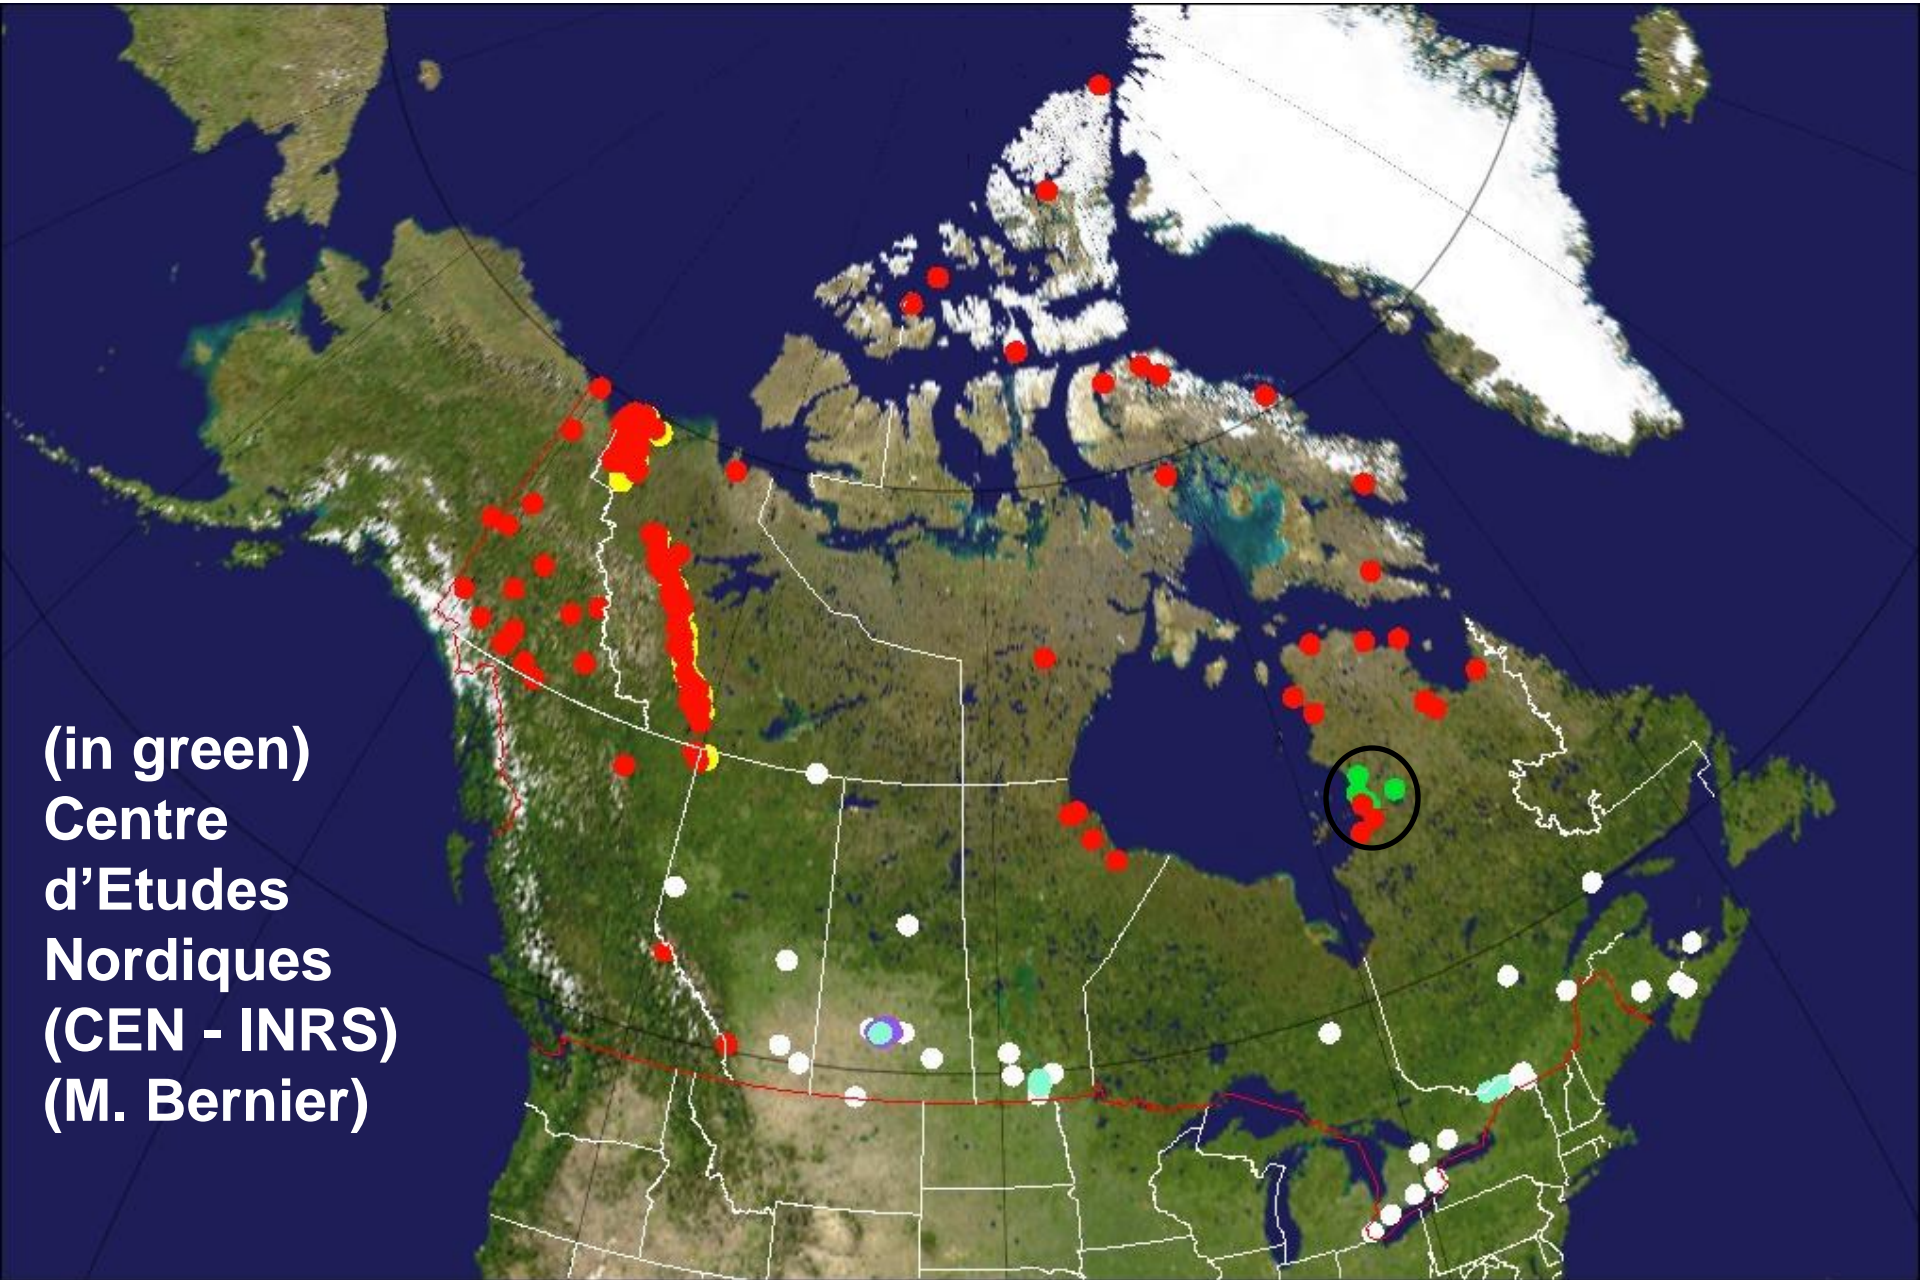 (in green)
Centre
d’Etudes
Nordiques
(CEN - INRS)
(M. Bernier)